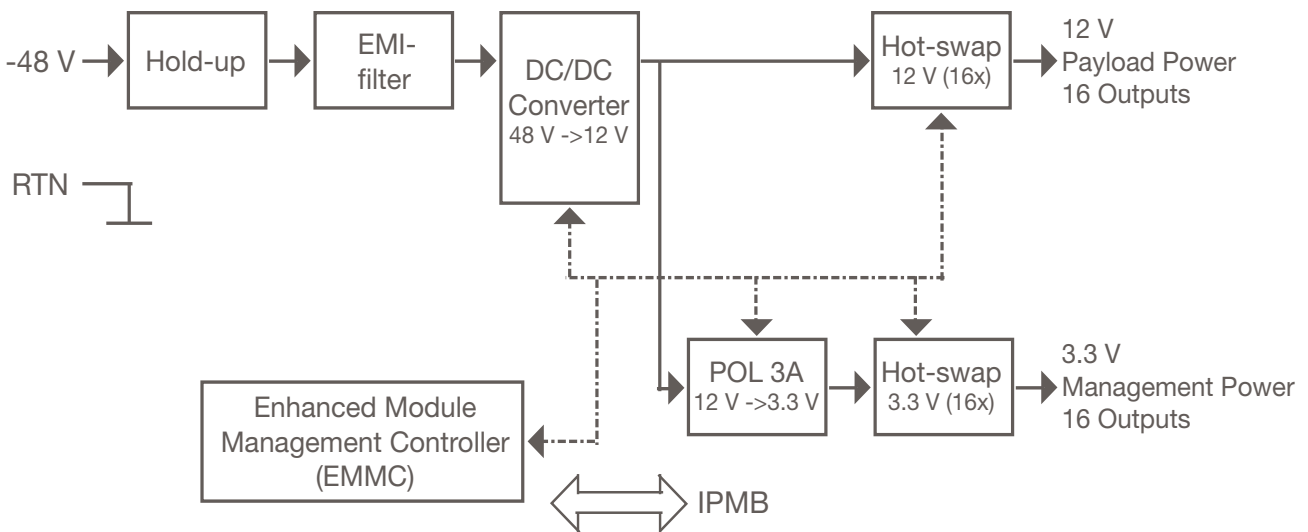 -48 V
Hold-up
EMI-
filter
DC/DC
Converter
48 V ->12 V
Hot-swap
12 V (16x)
12 V
Payload Power
16 Outputs
RTN
POL 3A
12 V ->3.3 V
Hot-swap
3.3 V (16x)
3.3 V
Management Power
16 Outputs
Enhanced Module
Management Controller
(EMMC)
IPMB